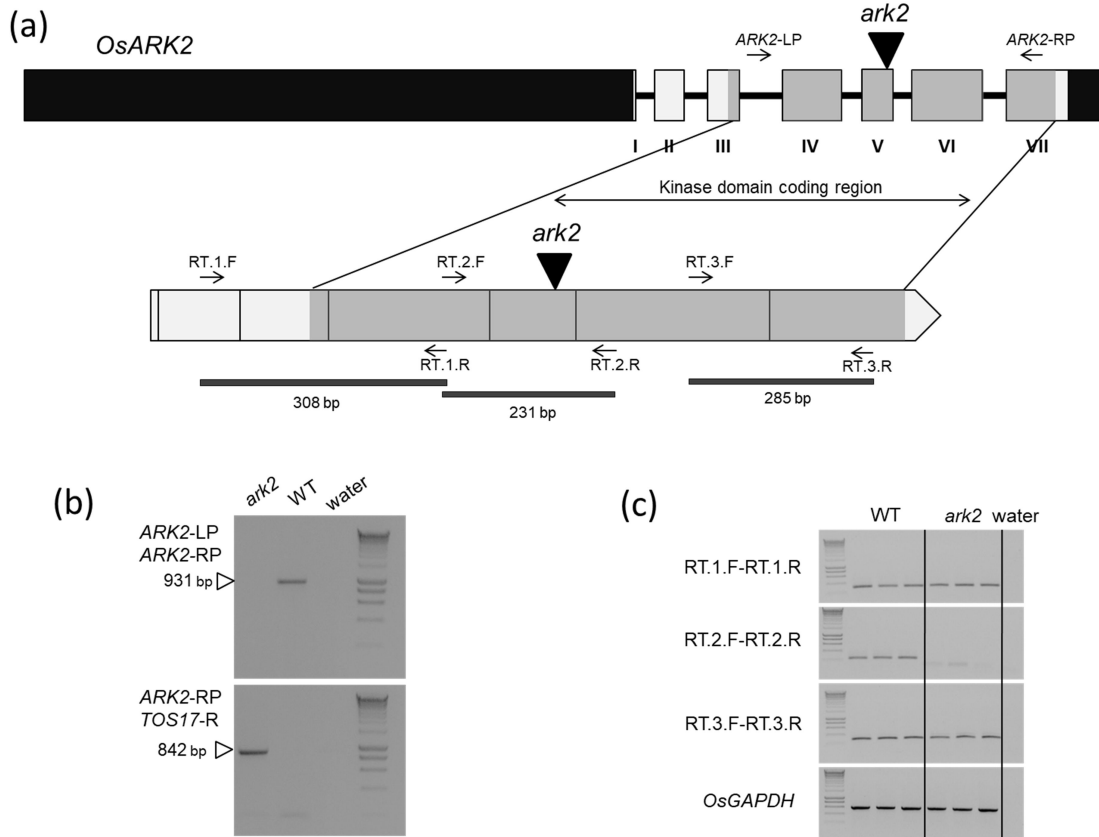 (a)
OsARK2
ark2
ARK2-LP
ARK2-RP
I II III IV V VI VII
Kinase domain coding region
ark2
RT.1.F RT.2.F RT.3.F
RT.1.R RT.2.R RT.3.R
308 bp
231 bp
285 bp
(b)
ark2 WT water
ARK2-LP
ARK2-RP
931 bp
ARK2-RP
TOS17-R
842 bp
(c)
WT ark2 water
RT.1.F-RT.1.R
RT.2.F-RT.2.R
RT.3.F-RT.3.R
OsGAPDH